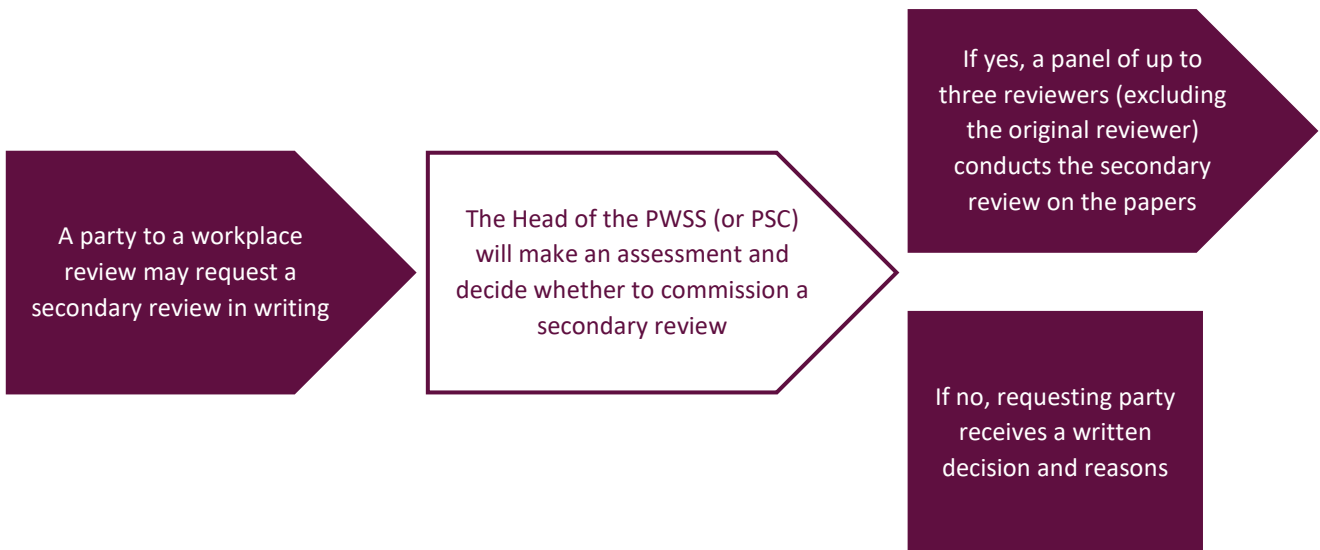 A party to a workplace
review may request a
secondary review in writing
The Head of the PWSS (or PSC)
will make an assessment and
decide whether to commission a
secondary review
If yes, a panel of up to
three reviewers (excluding
the original reviewer)
conducts the secondary
review on the papers
If no, requesting party
receives a written
decision and reasons